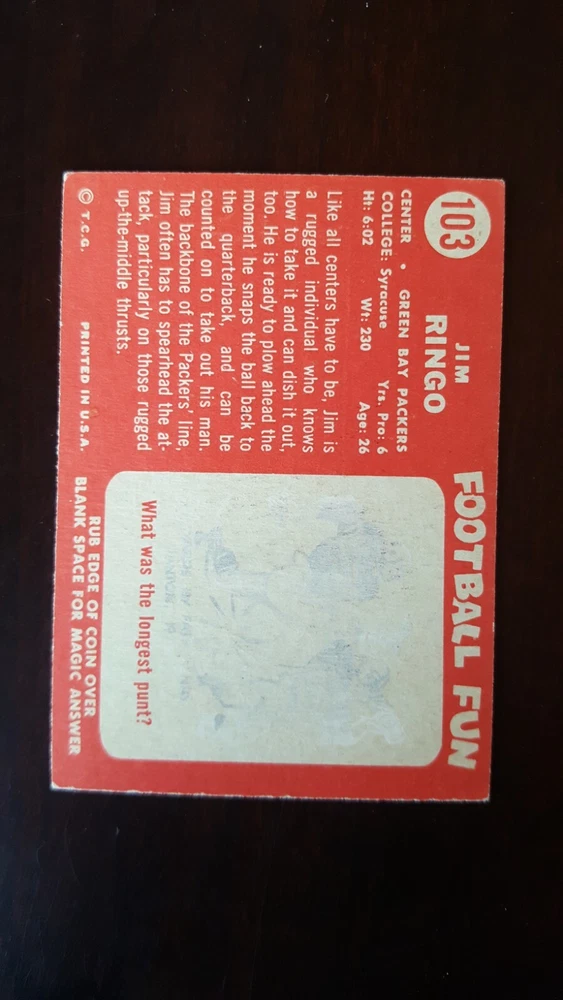 103
JIM
RINGO
CENTER • GREEN BAY PACKERS
COLLEGE: Syracuse Yrs. Pro: 6
Ht: 6:02 Wt: 230 Age: 26
Like all centers have to be, Jim is
a rugged individual who knows
how to take it and can dish it out,
too. He is ready to plow ahead the
moment he snaps the ball back to
the quarterback, and can be
counted on to take out his man.
The backbone of the Packers' line,
Jim often has to spearhead the at-
tack, particularly on those rugged
up-the-middle thrusts.
© T.C.G. PRINTED IN U.S.A.
FOOTBALL FUN
What was the longest punt?
RUB EDGE OF COIN OVER
BLANK SPACE FOR MAGIC ANSWER